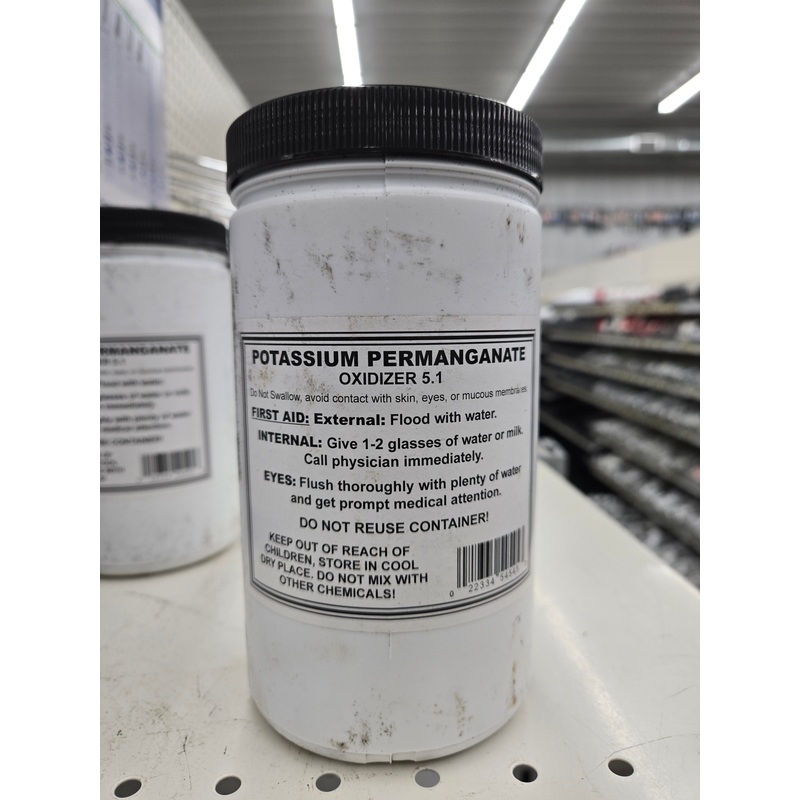 POTASSIUM PERMANGANATE
OXIDIZER 5.1
Do Not Swallow, avoid contact with skin, eyes, or mucous membranes.
FIRST AID: External: Flood with water.
INTERNAL: Give 1-2 glasses of water or milk.
Call physician immediately.
EYES: Flush thoroughly with plenty of water
and get prompt medical attention.
DO NOT REUSE CONTAINER!
KEEP OUT OF REACH OF
CHILDREN, STORE IN COOL
DRY PLACE. DO NOT MIX WITH
OTHER CHEMICALS!
0 22334
RMANGANATE
R 5.1